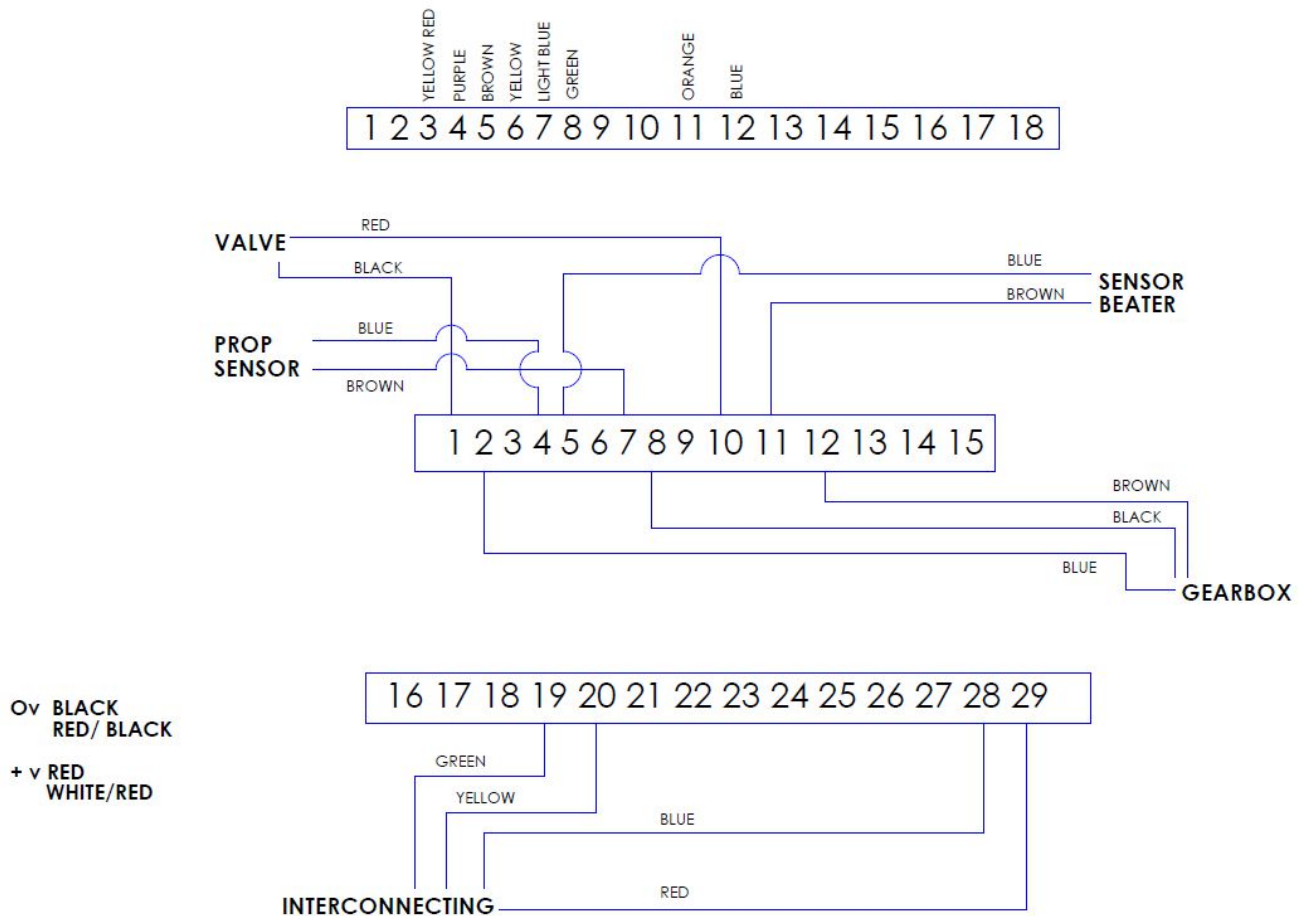 YELLOW RED
PURPLE
BROWN
YELLOW
LIGHT BLUE
GREEN
ORANGE
BLUE
1 2 3 4 5 6 7 8 9 10 11 12 13 14 15 16 17 18
VALVE
RED
BLACK
BLUE
BROWN
SENSOR
BEATER
PROP
SENSOR
BLUE
BROWN
1 2 3 4 5 6 7 8 9 10 11 12 13 14 15
BROWN
BLACK
BLUE
GEARBOX
16 17 18 19 20 21 22 23 24 25 26 27 28 29
Ov BLACK
RED/ BLACK
+ v RED
WHITE/RED
GREEN
YELLOW
BLUE
RED
INTERCONNECTING